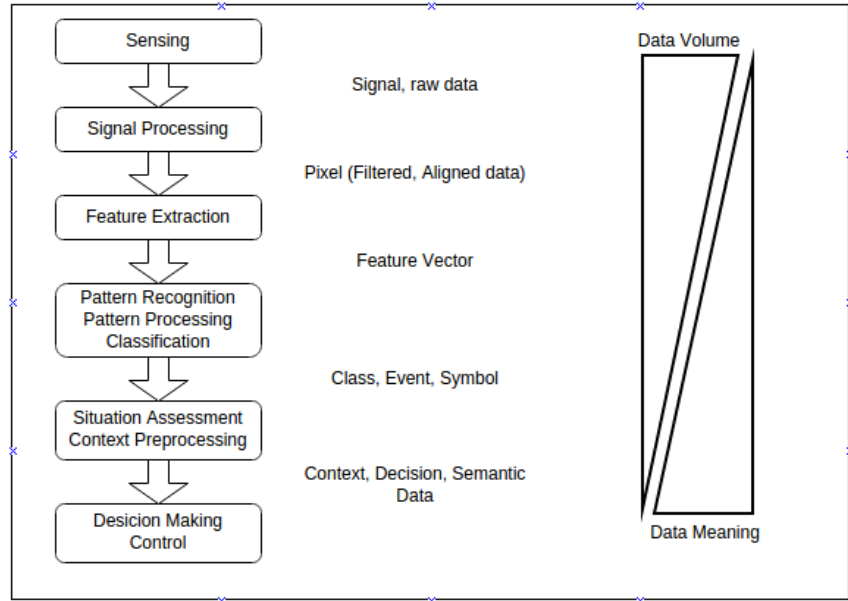 Sensing
Data Volume
Signal, raw data
Signal Processing
Pixel (Filtered, Aligned data)
Feature Extraction
Feature Vector
Pattern Recognition
Pattern Processing
Classification
Class, Event, Symbol
Situation Assessment
Context Preprocessing
Context, Decision, Semantic
Data
Desicion Making
Control
Data Meaning